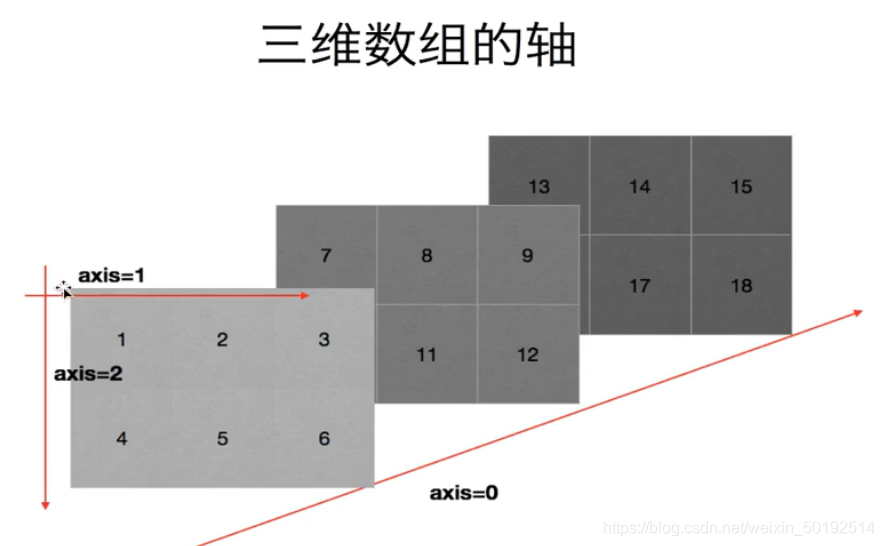 三维数组的轴
13 14 15
7 8 9
axis=1
17 18
1 2 3
11 12
axis=2
4 5 6
axis=0
https://blog.csdn.net/weixin_50192514